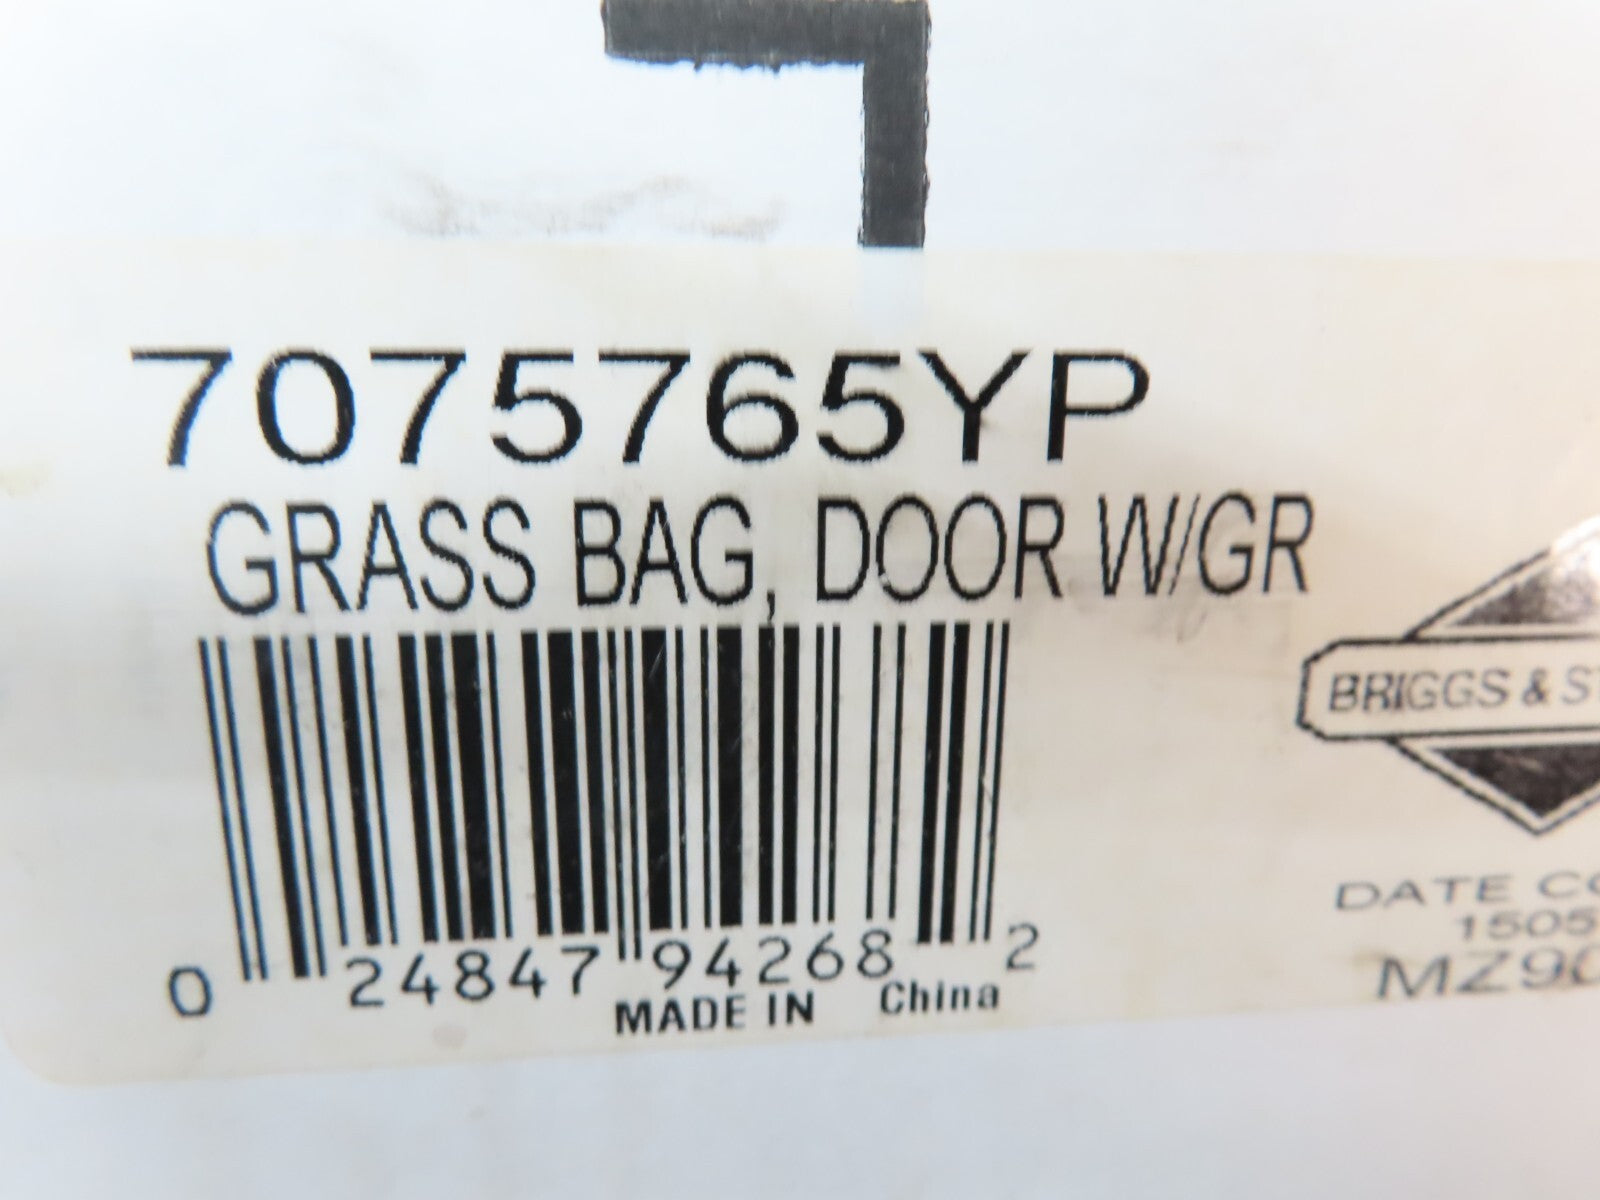 7075765YP
GRASS BAG, DOOR W/GR
BRIGGS & ST
0 24847 94268 2
MADE IN China
DATE CO
1505
MZ90